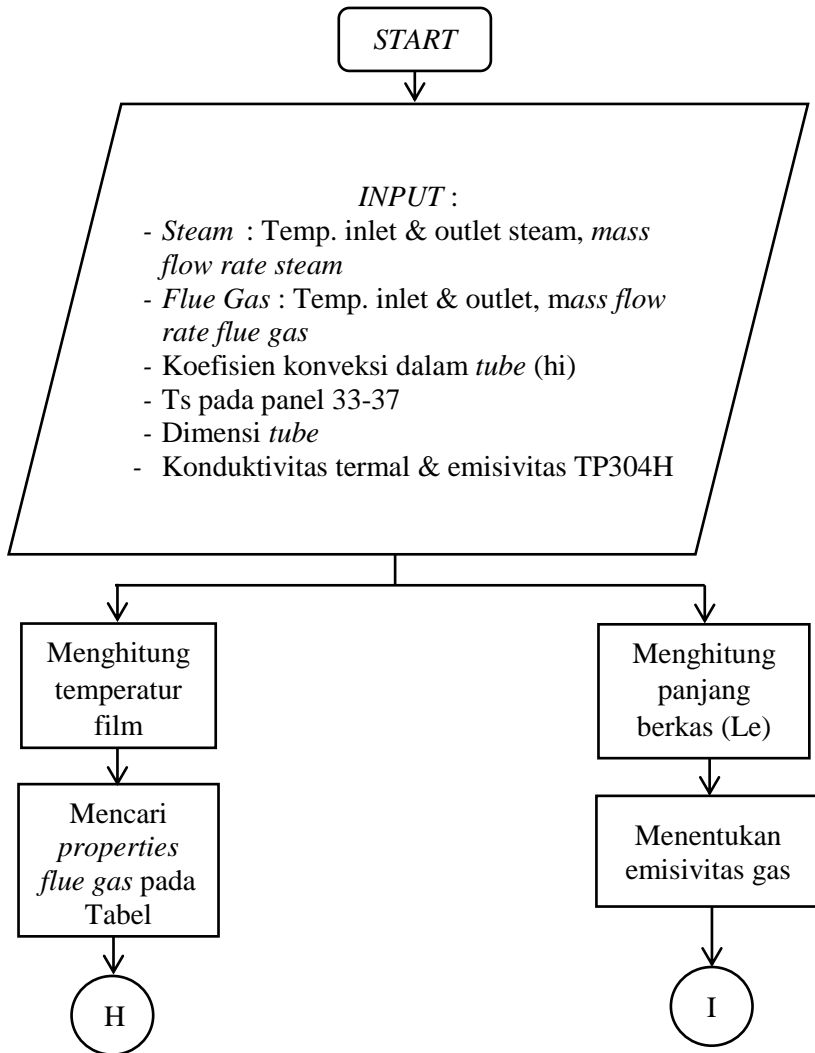 START
INPUT :
- Steam : Temp. inlet & outlet steam, mass
flow rate steam
- Flue Gas : Temp. inlet & outlet, mass flow
rate flue gas
- Koefisien konveksi dalam tube (hi)
- Ts pada panel 33-37
- Dimensi tube
- Konduktivitas termal & emisivitas TP304H
Menghitung
temperatur
film
Mencari
properties
flue gas pada
Tabel
H
Menghitung
panjang
berkas (Le)
Menentukan
emisivitas gas
I